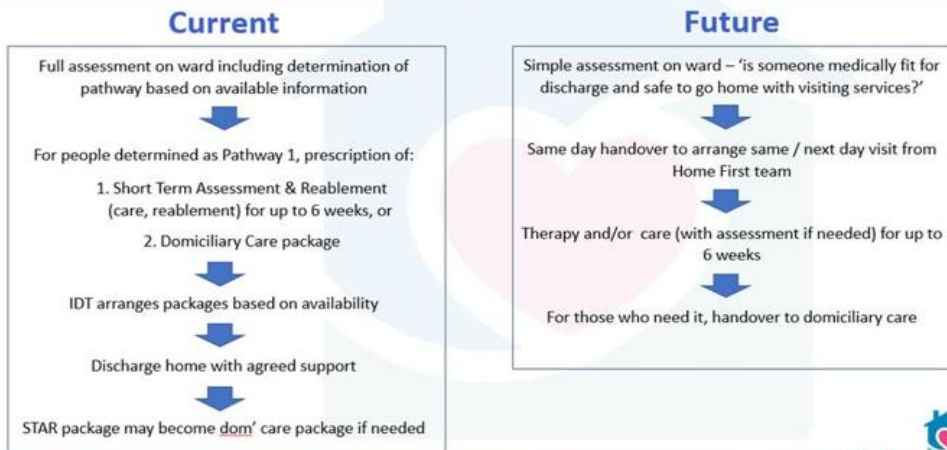 Current
Full assessment on ward including determination of
pathway based on available information
For people determined as Pathway 1, prescription of:
1. Short Term Assessment & Reablement
(care, reablement) for up to 6 weeks, or
2. Domiciliary Care package
IDT arranges packages based on availability
Discharge home with agreed support
STAR package may become dom’ care package if needed
Future
Simple assessment on ward – ‘is someone medically fit for
discharge and safe to go home with visiting services?’
Same day handover to arrange same / next day visit from
Home First team
Therapy and/or care (with assessment if needed) for up to
6 weeks
For those who need it, handover to domiciliary care